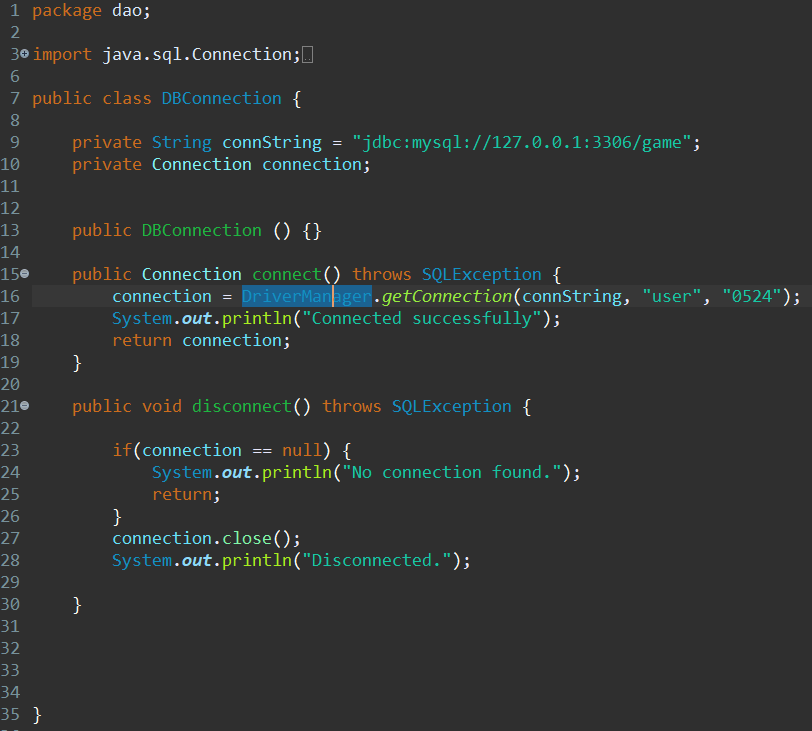 1 package dao;
2
3 import java.sql.Connection;
6
7 public class DBConnection {
8
9 private String connString = "jdbc:mysql://127.0.0.1:3306/game";
10 private Connection connection;
11
12
13 public DBConnection () {}
14
15 public Connection connect() throws SQLException {
16 connection = DriverManager.getConnection(connString, "user", "0524");
17 System.out.println("Connected successfully");
18 return connection;
19 }
20
21 public void disconnect() throws SQLException {
22
23 if(connection == null) {
24 System.out.println("No connection found.");
25 return;
26 }
27 connection.close();
28 System.out.println("Disconnected.");
29
30 }
31
32
33
34
35 }